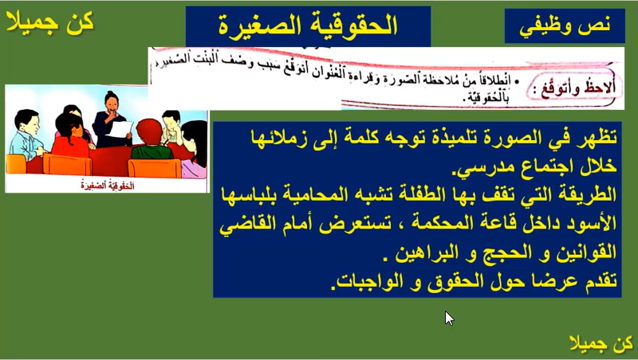 كن جميلا
الحقوقية الصغيرة
نص وظيفي
ألاحظ وأتوقع :
• انطلاقا من ملاحظة الصورة وقراءة العنوان أتوقع سبب وصف البنت الصغيرة
بالحقوقية.
الحقوقية الصغيرة
تظهر في الصورة تلميذة توجه كلمة إلى زملائها
خلال اجتماع مدرسي.
الطريقة التي تقف بها الطفلة تشبه المحامية بلباسها
الأسود داخل قاعة المحكمة ، تستعرض أمام القاضي
القوانين و الحجج و البراهين .
تقدم عرضا حول الحقوق و الواجبات.
كن جميلا